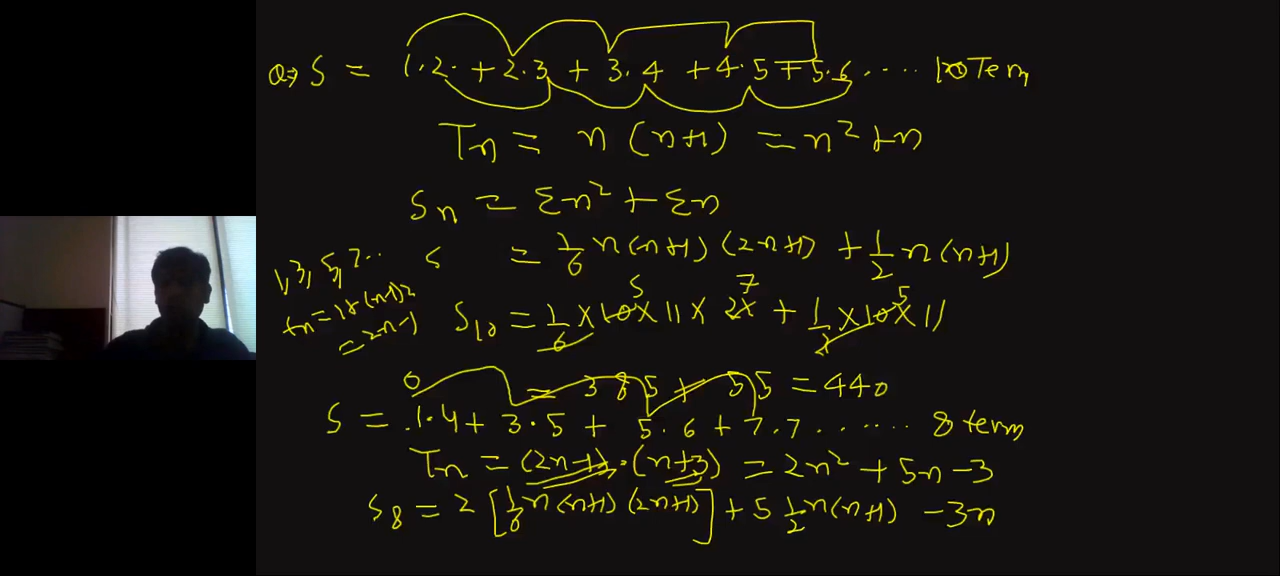 Q→ S = 1.2. + 2.3 + 3.4 + 4.5 + 5.6 .... 10 Term
Tn = n (n+1) = n² + n
Sn = Σn² + Σn
S = 1/6 n(n+1) (2n+1) + 1/2 n(n+1)
1, 3, 5, 7...
tn = 1+(n-1)2
= 2n-1
5 7 5
S10 = 1/6 × 10 × 11 × 21 + 1/2 × 10 × 11
= 385 + 55 = 440
S = 1.4 + 3.5 + 5.6 + 7.7 ...... 8 term
Tn = (2n-1).(n+3) = 2n² + 5n - 3
S8 = 2 [1/6 n(n+1) (2n+1)] + 5 1/2 n(n+1) - 3n